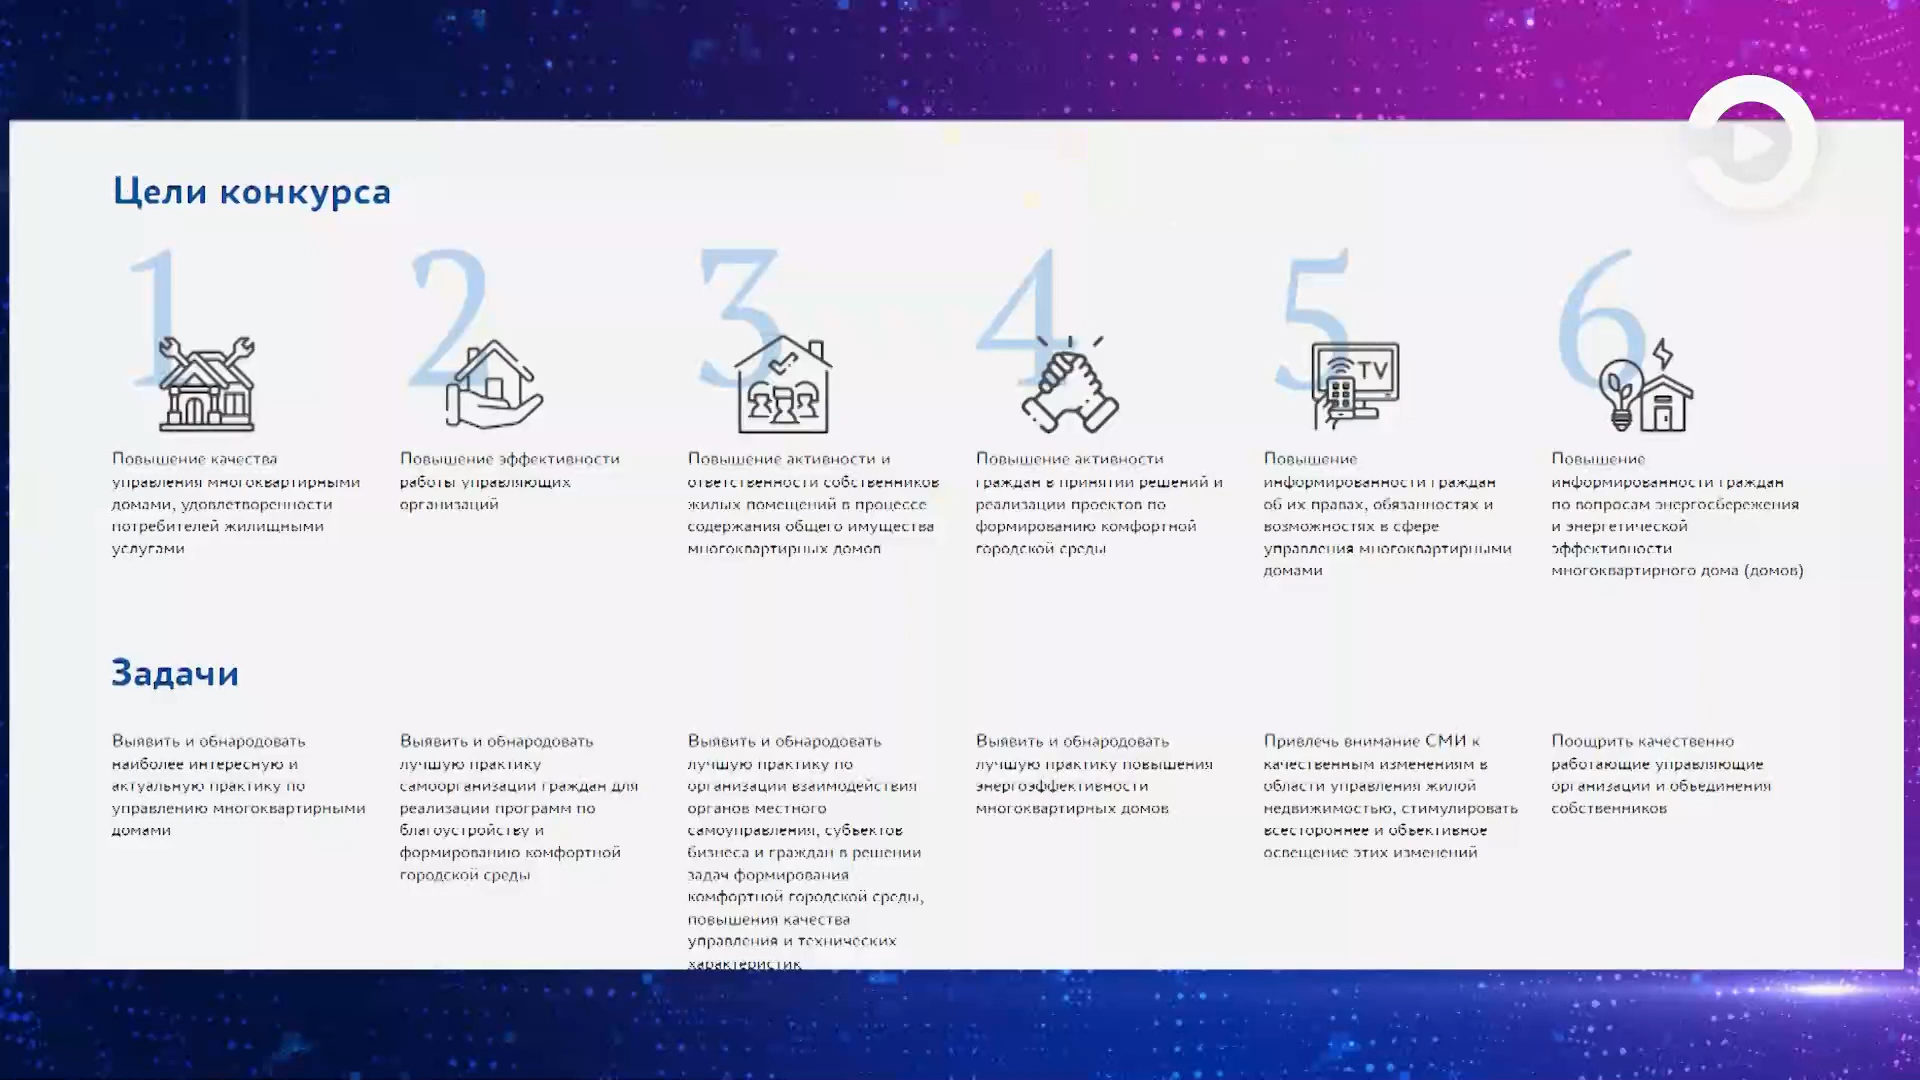 Цели конкурса
1
2
3
4
5
6
TV
Повышение качества
управления многоквартирными
домами, удовлетворенности
потребителей жилищными
услугами
Повышение эффективности
работы управляющих
организаций
Повышение активности и
ответственности собственников
жилых помещений в процессе
содержания общего имущества
многоквартирных домов
Повышение активности
граждан в принятии решений и
реализации проектов по
формированию комфортной
городской среды
Повышение
информированности граждан
об их правах, обязанностях и
возможностях в сфере
управления многоквартирными
домами
Повышение
информированности граждан
по вопросам энергосбережения
и энергетической
эффективности
многоквартирного дома (домов)
Задачи
Выявить и обнародовать
наиболее интересную и
актуальную практику по
управлению многоквартирными
домами
Выявить и обнародовать
лучшую практику
самоорганизации граждан для
реализации программ по
благоустройству и
формированию комфортной
городской среды
Выявить и обнародовать
лучшую практику по
организации взаимодействия
органов местного
самоуправления, субъектов
бизнеса и граждан в решении
задач формирования
комфортной городской среды,
повышения качества
управления и технических
характеристик
Выявить и обнародовать
лучшую практику повышения
энергоэффективности
многоквартирных домов
Привлечь внимание СМИ к
качественным изменениям в
области управления жилой
недвижимостью, стимулировать
всестороннее и объективное
освещение этих изменений
Поощрить качественно
работающие управляющие
организации и объединения
собственников